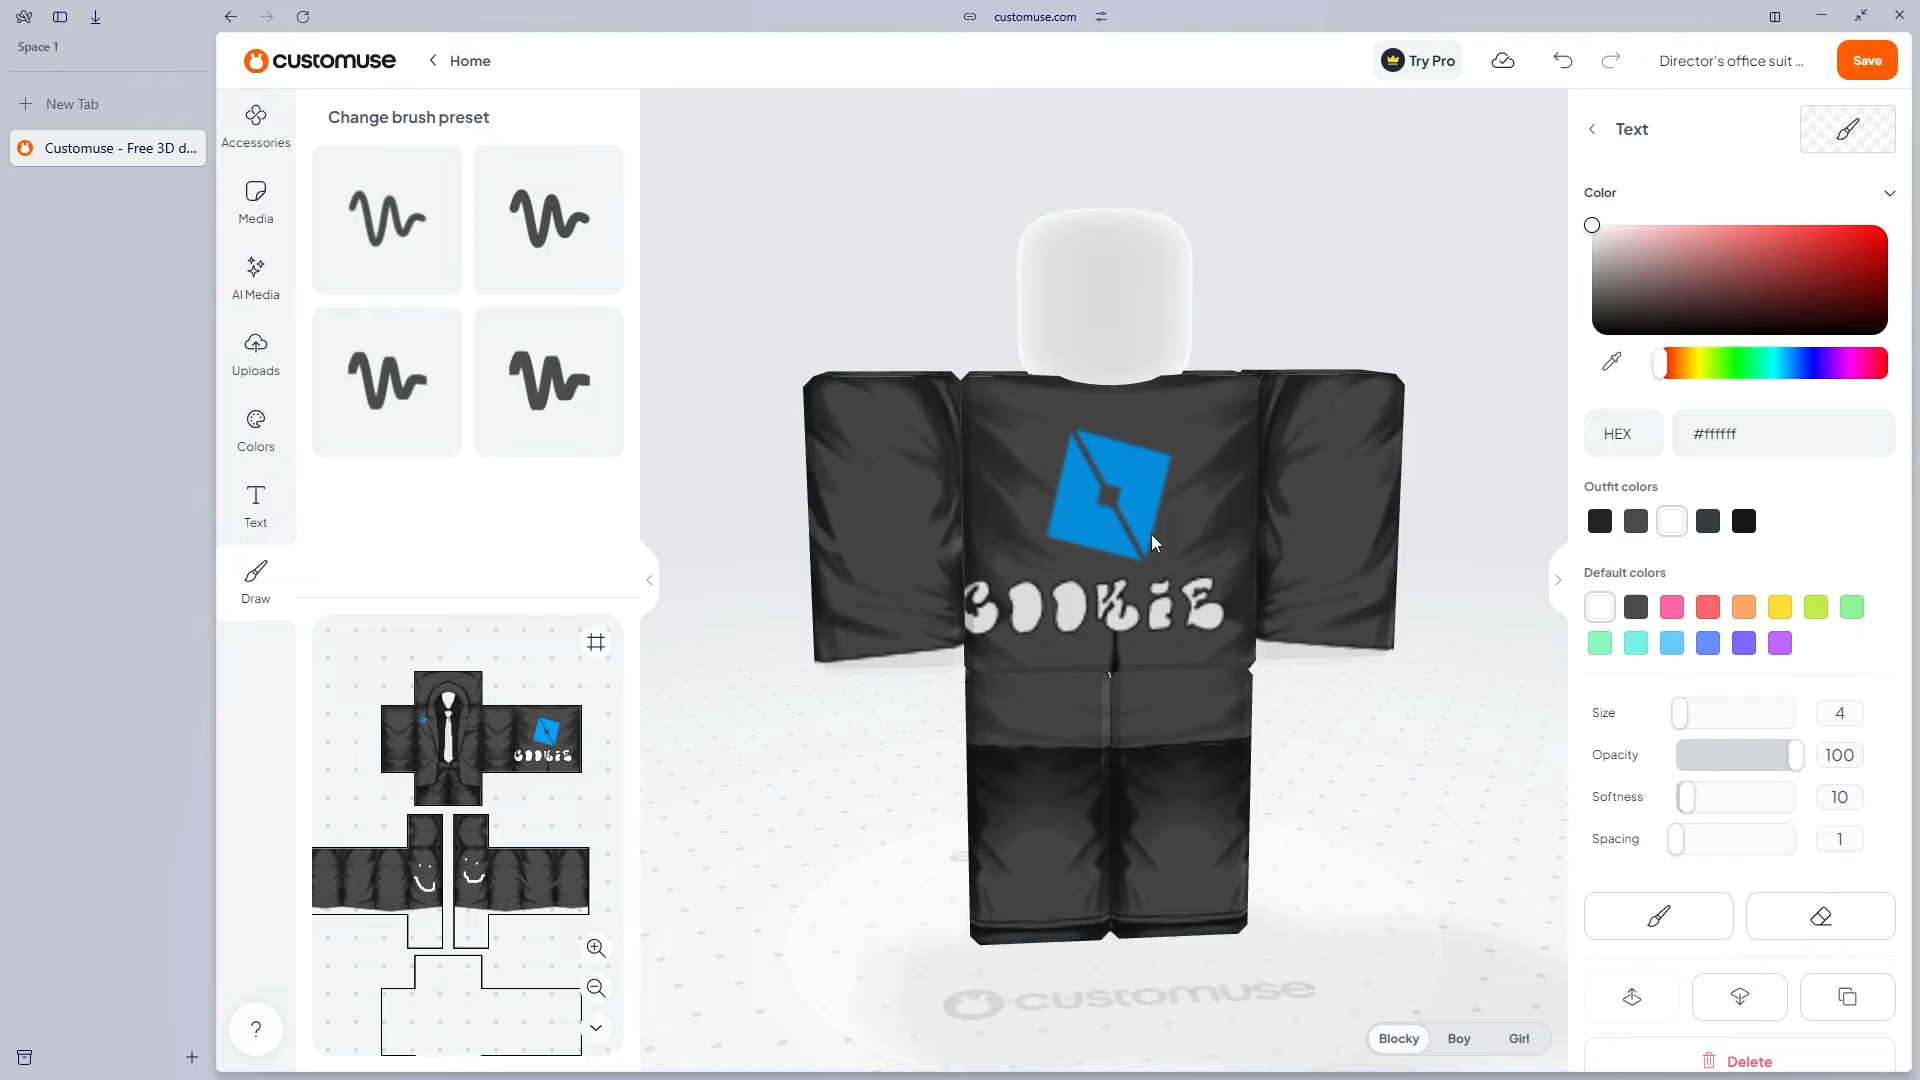 customuse.com
Space 1
New Tab
Customuse - Free 3D d...
customuse
Home
Try Pro
Director's office suit ...
Save
Accessories
Media
AI Media
Uploads
Colors
Text
Draw
Change brush preset
COOKiE
COOKiE
customuse
Blocky
Boy
Girl
?
Text
Color
HEX
#ffffff
Outfit colors
Default colors
Size
4
Opacity
100
Softness
10
Spacing
1
Delete